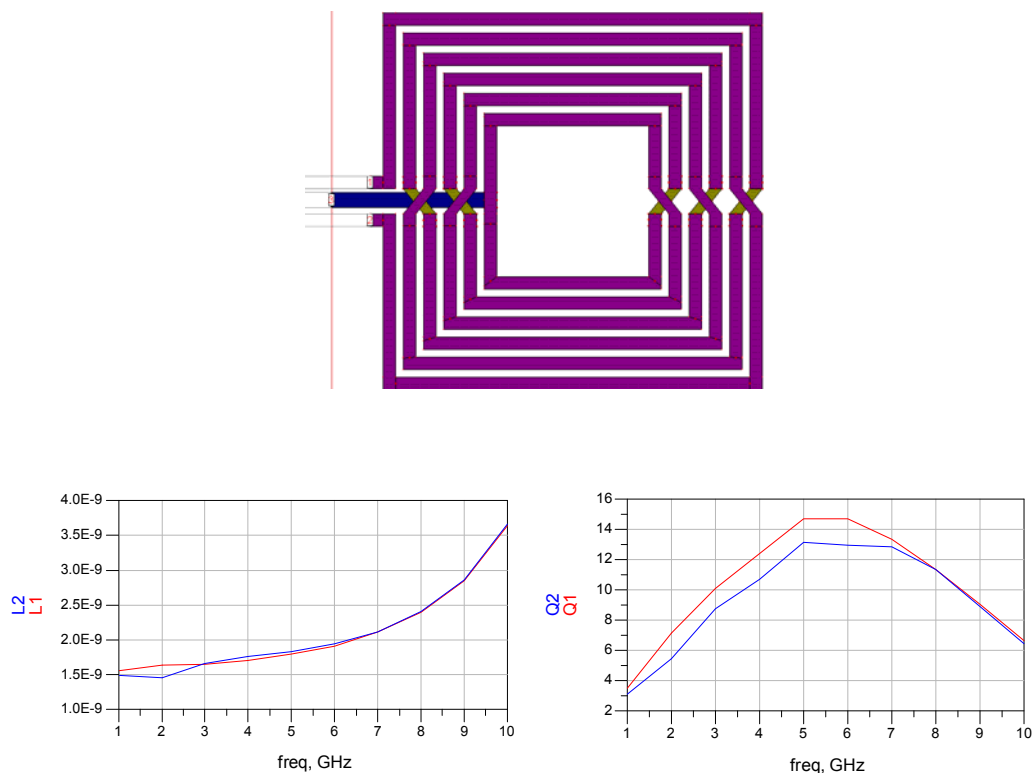 4.0E-9
3.5E-9
3.0E-9
2.5E-9
2.0E-9
1.5E-9
1.0E-9
L2
L1
1 2 3 4 5 6 7 8 9 10
freq, GHz
16
14
12
10
8
6
4
2
Q2
Q1
1 2 3 4 5 6 7 8 9 10
freq, GHz